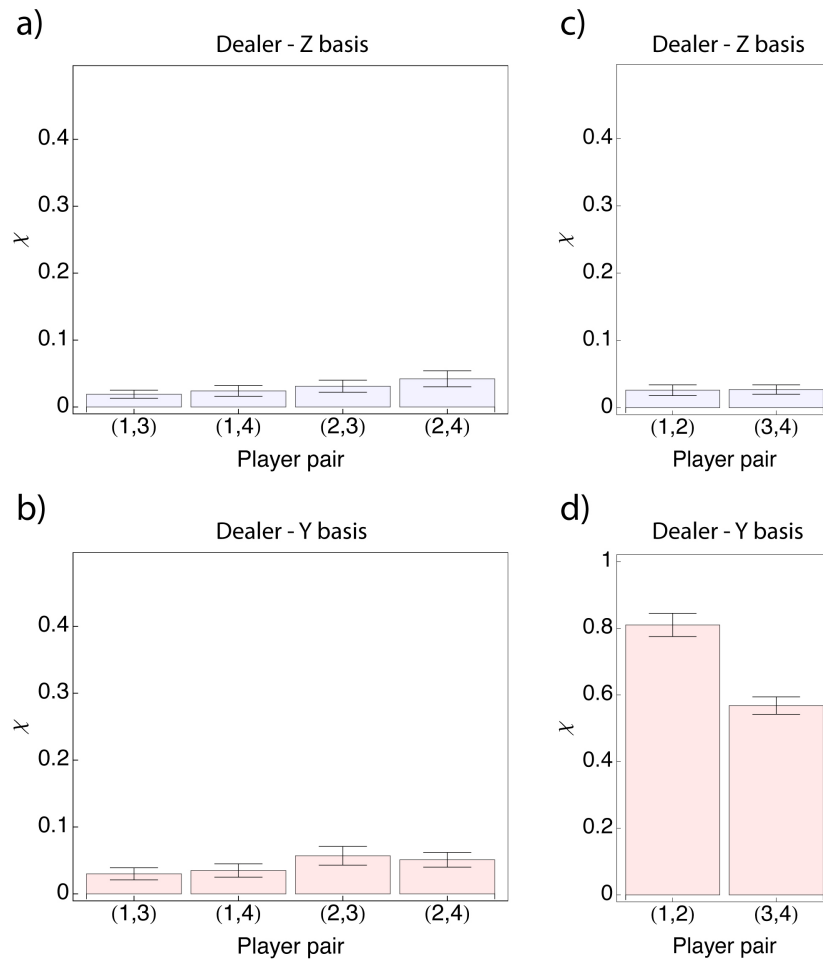 a)
Dealer - Z basis
0.4
0.3
0.2
0.1
0
χ
(1,3) (1,4) (2,3) (2,4)
Player pair
c)
Dealer - Z basis
0.4
0.3
0.2
0.1
0
χ
(1,2) (3,4)
Player pair
b)
Dealer - Y basis
0.4
0.3
0.2
0.1
0
χ
(1,3) (1,4) (2,3) (2,4)
Player pair
d)
Dealer - Y basis
1
0.8
0.6
0.4
0.2
0
χ
(1,2) (3,4)
Player pair